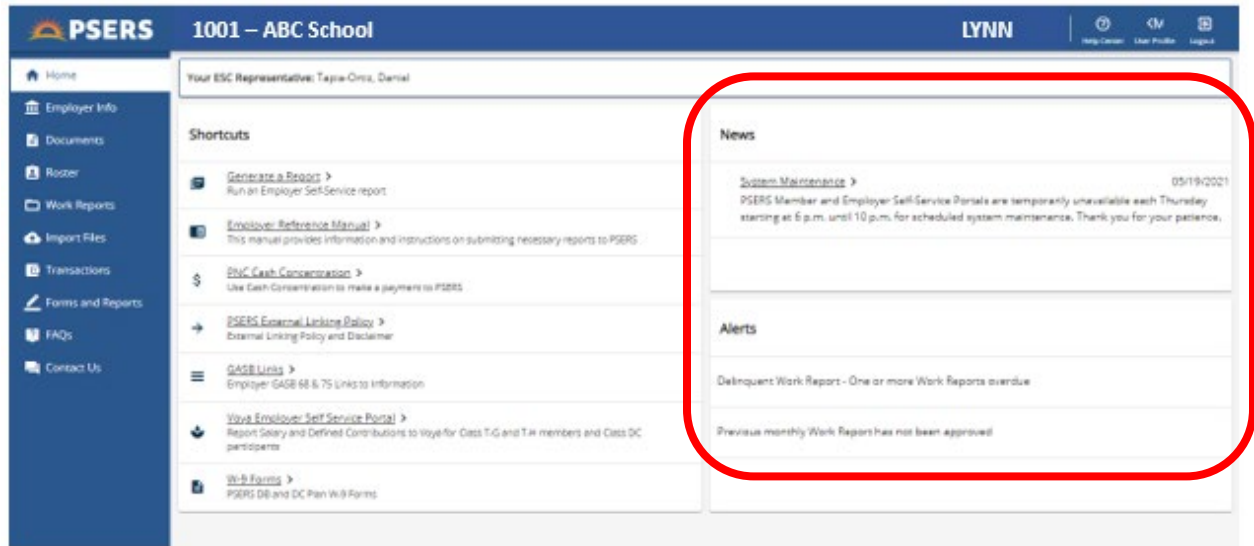 PSERS
1001 – ABC School
LYNN
Help Center
User Profile
Logout
Home
Employer Info
Documents
Roster
Work Reports
Import Files
Transactions
Forms and Reports
FAQs
Contact Us
Your ESC Representative: Tapia-Ortiz, Daniel
Shortcuts
Generate a Report >
Run an Employer Self-Service report
Employer Reference Manual >
This manual provides information and instructions on submitting necessary reports to PSERS
PNC Cash Concentration >
Use Cash Concentration to make a payment to PSERS
PSERS External Linking Policy >
External Linking Policy and Disclaimer
GASB Links >
Employer GASB 68 & 75 Links to Information
Voya Employer Self Service Portal >
Report Salary and Defined Contributions to Voya for Class T-G and T-H members and Class DC
participants
W-9 Forms >
PSERS DB and DC Plan W-9 Forms
News
System Maintenance >
05/19/2021
PSERS Member and Employer Self-Service Portals are temporarily unavailable each Thursday
starting at 6 p.m. until 10 p.m. for scheduled system maintenance. Thank you for your patience.
Alerts
Delinquent Work Report - One or more Work Reports overdue
Previous monthly Work Report has not been approved